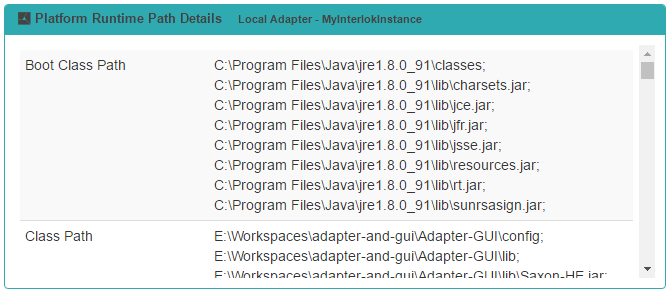 Platform Runtime Path Details Local Adapter - MyInterlokInstance
Boot Class Path C:\Program Files\Java\jre1.8.0_91\classes;
C:\Program Files\Java\jre1.8.0_91\lib\charsets.jar;
C:\Program Files\Java\jre1.8.0_91\lib\jce.jar;
C:\Program Files\Java\jre1.8.0_91\lib\jfr.jar;
C:\Program Files\Java\jre1.8.0_91\lib\jsse.jar;
C:\Program Files\Java\jre1.8.0_91\lib\resources.jar;
C:\Program Files\Java\jre1.8.0_91\lib\rt.jar;
C:\Program Files\Java\jre1.8.0_91\lib\sunrsasign.jar;
Class Path E:\Workspaces\adapter-and-gui\Adapter-GUI\config;
E:\Workspaces\adapter-and-gui\Adapter-GUI\lib;
E:\Workspaces\adapter-and-gui\Adapter-GUI\lib\Saxon-HE.jar;